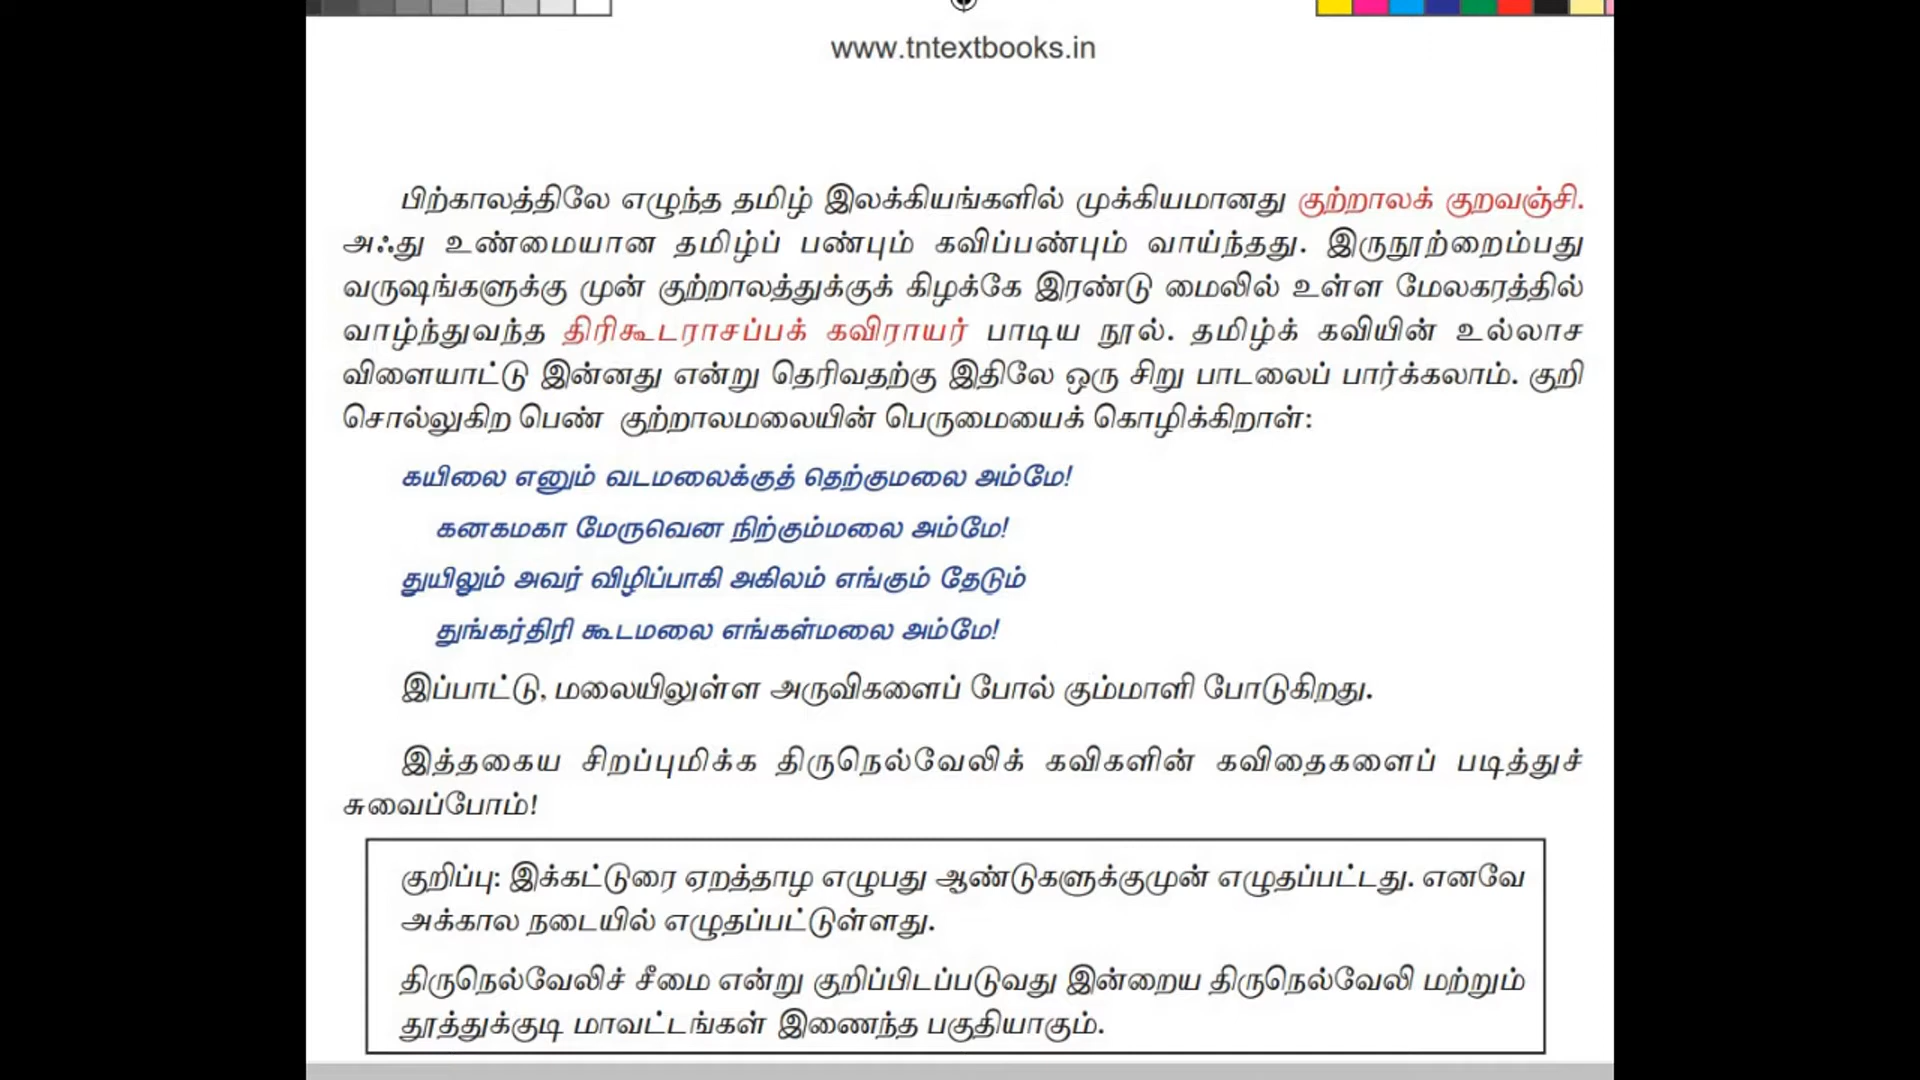 www.tntextbooks.in
பிற்காலத்திலே எழுந்த தமிழ் இலக்கியங்களில் முக்கியமானது குற்றாலக் குறவஞ்சி.
அஃது உண்மையான தமிழ்ப் பண்பும் கவிப்பண்பும் வாய்ந்தது. இருநூற்றைம்பது
வருஷங்களுக்கு முன் குற்றாலத்துக்குக் கிழக்கே இரண்டு மைலில் உள்ள மேலகரத்தில்
வாழ்ந்துவந்த திரிகூடராசப்பக் கவிராயர் பாடிய நூல். தமிழ்க் கவியின் உல்லாச
விளையாட்டு இன்னது என்று தெரிவதற்கு இதிலே ஒரு சிறு பாடலைப் பார்க்கலாம். குறி
சொல்லுகிற பெண் குற்றாலமலையின் பெருமையைக் கொழிக்கிறாள்:
கயிலை எனும் வடமலைக்குத் தெற்குமலை அம்மே!
கனகமகா மேருவென நிற்கும்மலை அம்மே!
துயிலும் அவர் விழிப்பாகி அகிலம் எங்கும் தேடும்
துங்கர்திரி கூடமலை எங்கள்மலை அம்மே!
இப்பாட்டு, மலையிலுள்ள அருவிகளைப் போல் கும்மாளி போடுகிறது.
இத்தகைய சிறப்புமிக்க திருநெல்வேலிக் கவிகளின் கவிதைகளைப் படித்துச்
சுவைப்போம்!
குறிப்பு: இக்கட்டுரை ஏறத்தாழ எழுபது ஆண்டுகளுக்குமுன் எழுதப்பட்டது. எனவே
அக்கால நடையில் எழுதப்பட்டுள்ளது.
திருநெல்வேலிச் சீமை என்று குறிப்பிடப்படுவது இன்றைய திருநெல்வேலி மற்றும்
தூத்துக்குடி மாவட்டங்கள் இணைந்த பகுதியாகும்.